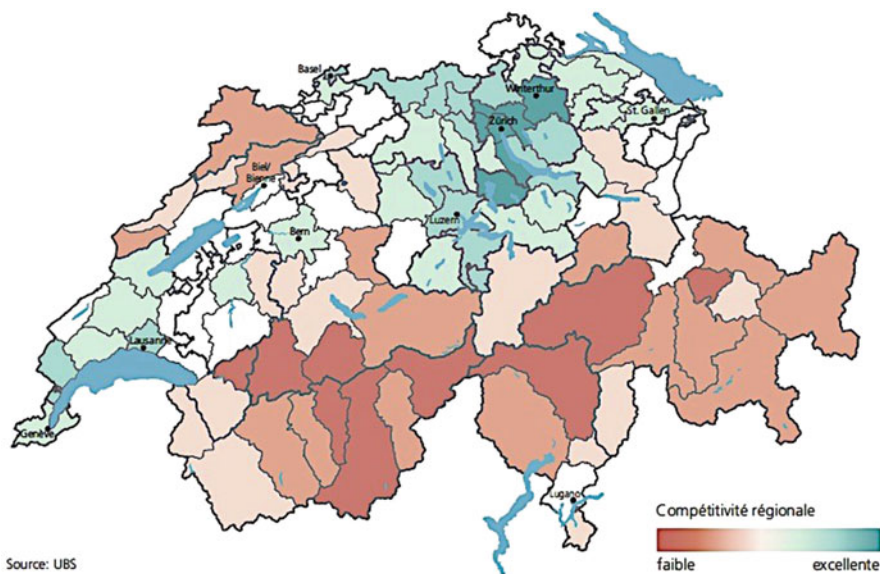 Basel
Winterthur
St. Gallen
Zürich
Biel/
Bienne
Luzern
Bern
Lausanne
Genève
Lugano
Compétitivité régionale
faible
excellente
Source: UBS